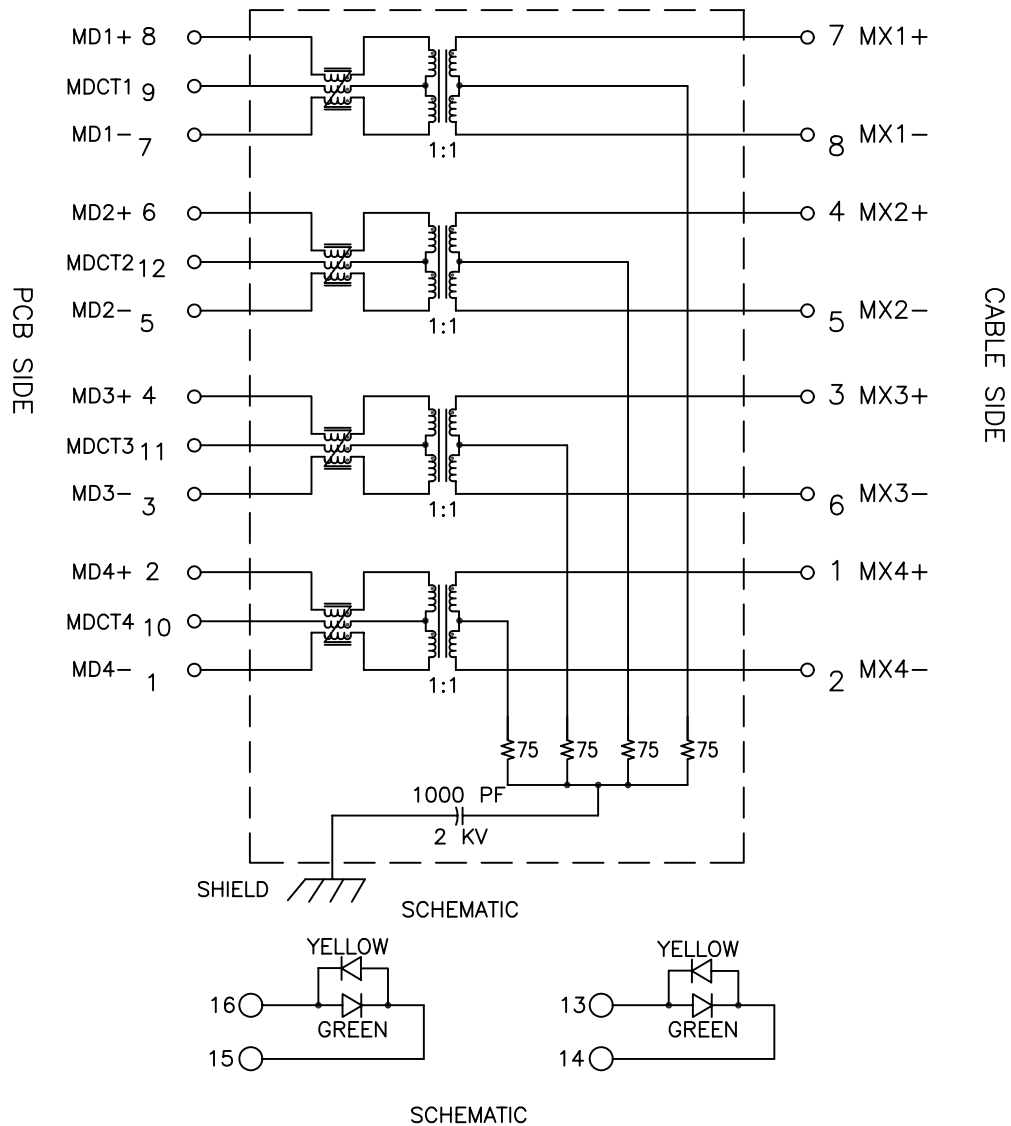 MD1+ 8
7 MX1+
MDCT1 9
MD1- 7
8 MX1-
1:1
MD2+ 6
4 MX2+
MDCT2 12
MD2- 5
5 MX2-
1:1
PCB SIDE
CABLE SIDE
MD3+ 4
3 MX3+
MDCT3 11
MD3- 3
6 MX3-
1:1
MD4+ 2
1 MX4+
MDCT4 10
MD4- 1
2 MX4-
1:1
75 75 75 75
1000 PF
2 KV
SHIELD
SCHEMATIC
YELLOW
16
GREEN
15
YELLOW
13
GREEN
14
SCHEMATIC